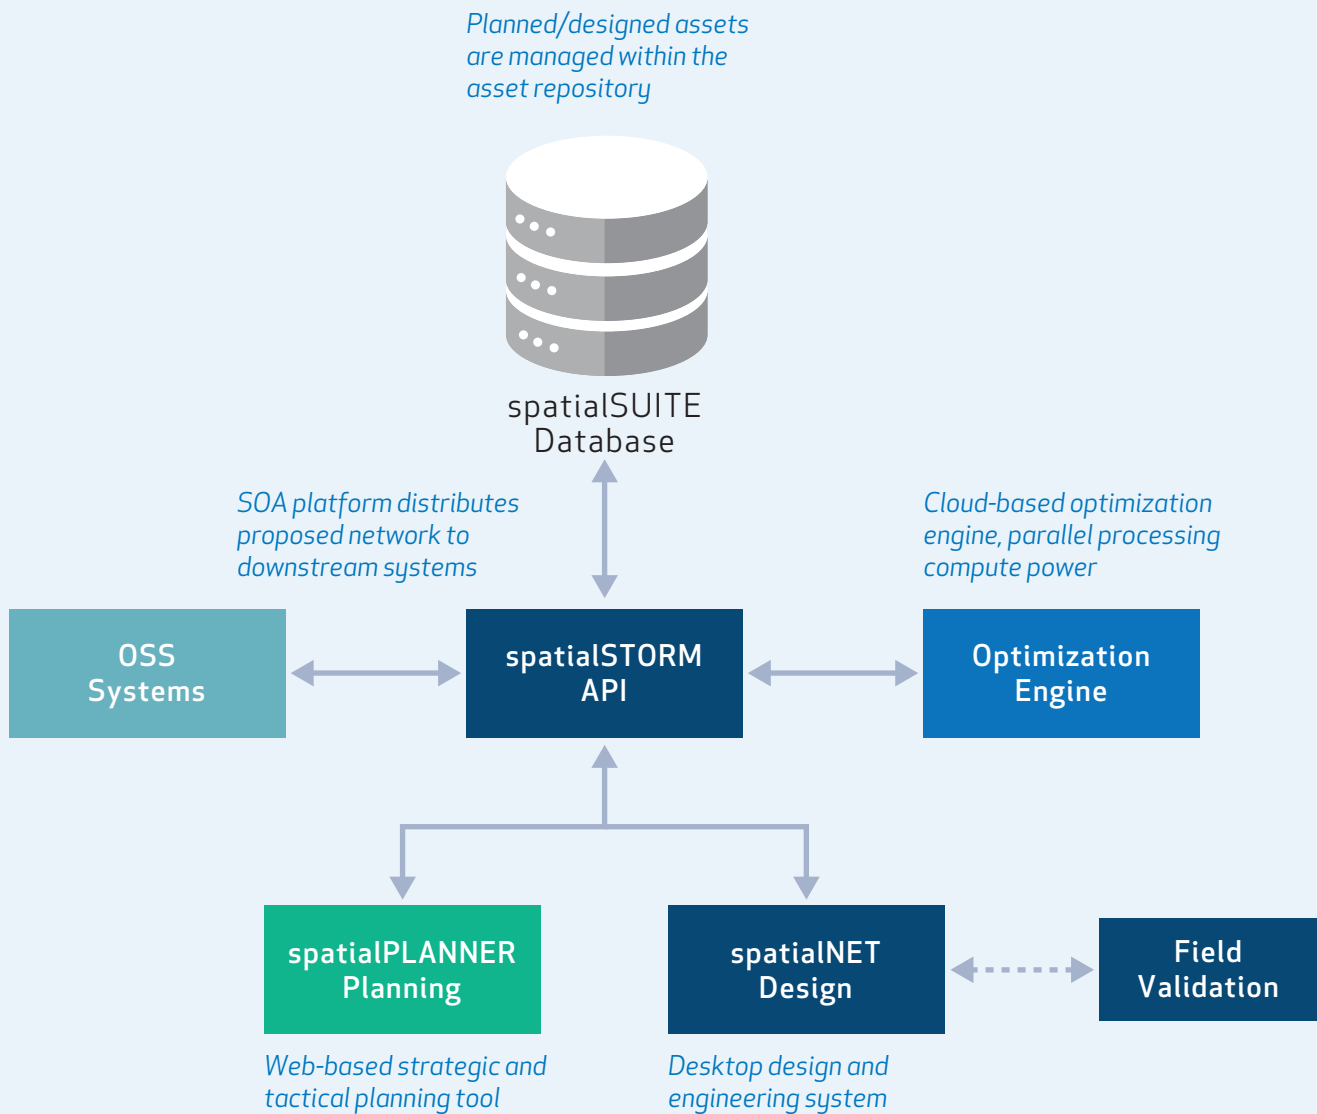 Planned/designed assets
are managed within the
asset repository
spatialSUITE
Database
SOA platform distributes
proposed network to
downstream systems
Cloud-based optimization
engine, parallel processing
compute power
OSS
Systems
spatialSTORM
API
Optimization
Engine
spatialPLANNER
Planning
spatialNET
Design
Field
Validation
Web-based strategic and
tactical planning tool
Desktop design and
engineering system